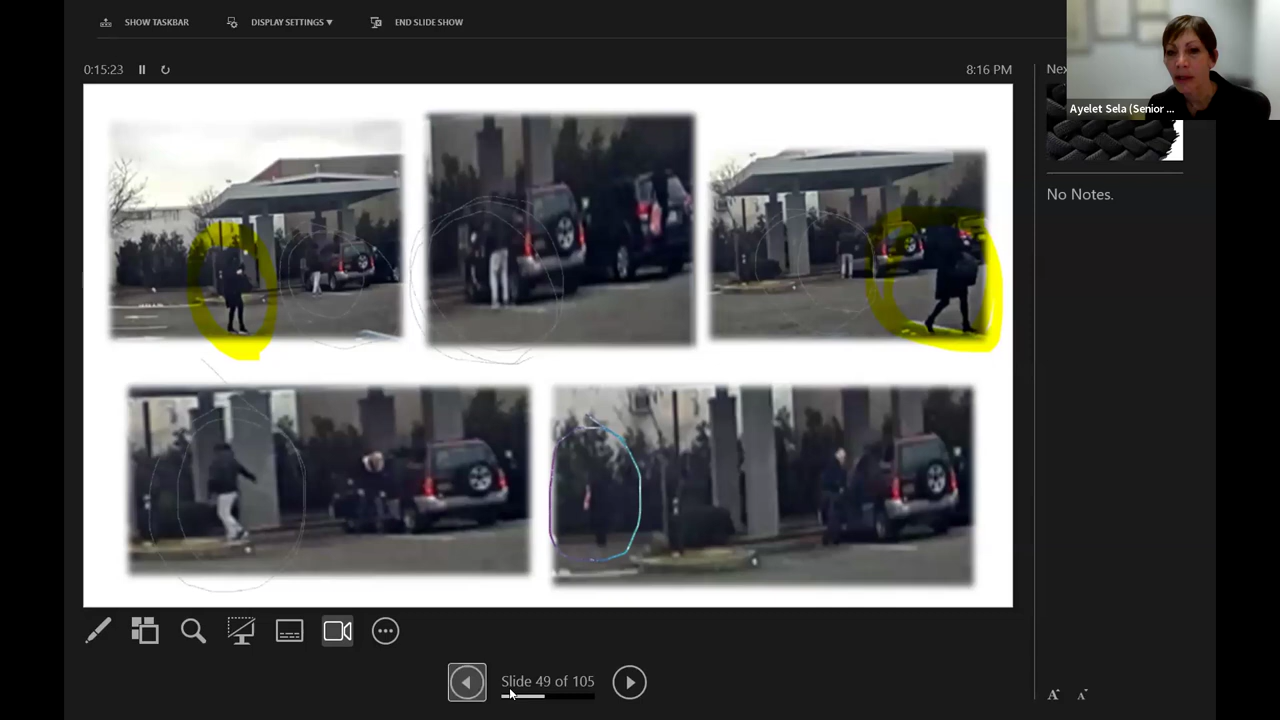 SHOW TASKBAR DISPLAY SETTINGS ▼ END SLIDE SHOW
0:15:23 8:16 PM
Nex
Ayelet Sela (Senior ...
No Notes.
Slide 49 of 105
A A